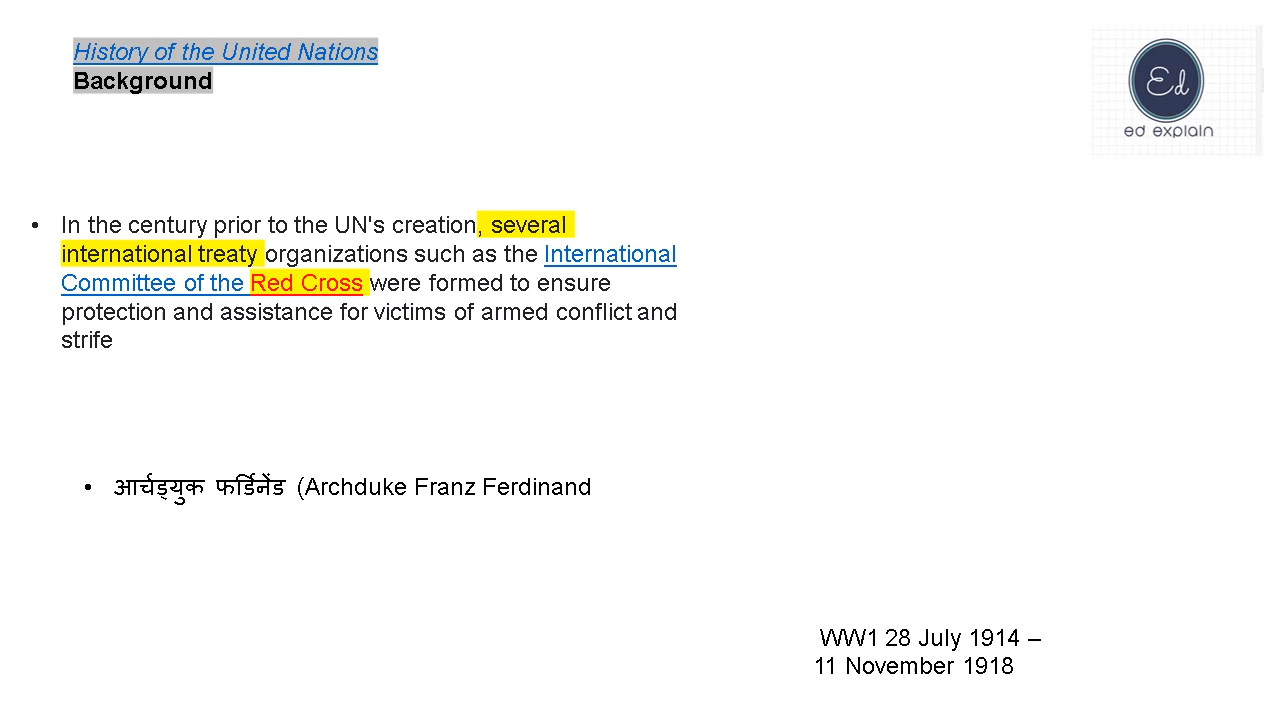 History of the United Nations
Background
Ed
ed explain
• In the century prior to the UN's creation, several
international treaty organizations such as the International
Committee of the Red Cross were formed to ensure
protection and assistance for victims of armed conflict and
strife
• आर्चड्युक फर्डिनेंड (Archduke Franz Ferdinand
WW1 28 July 1914 –
11 November 1918